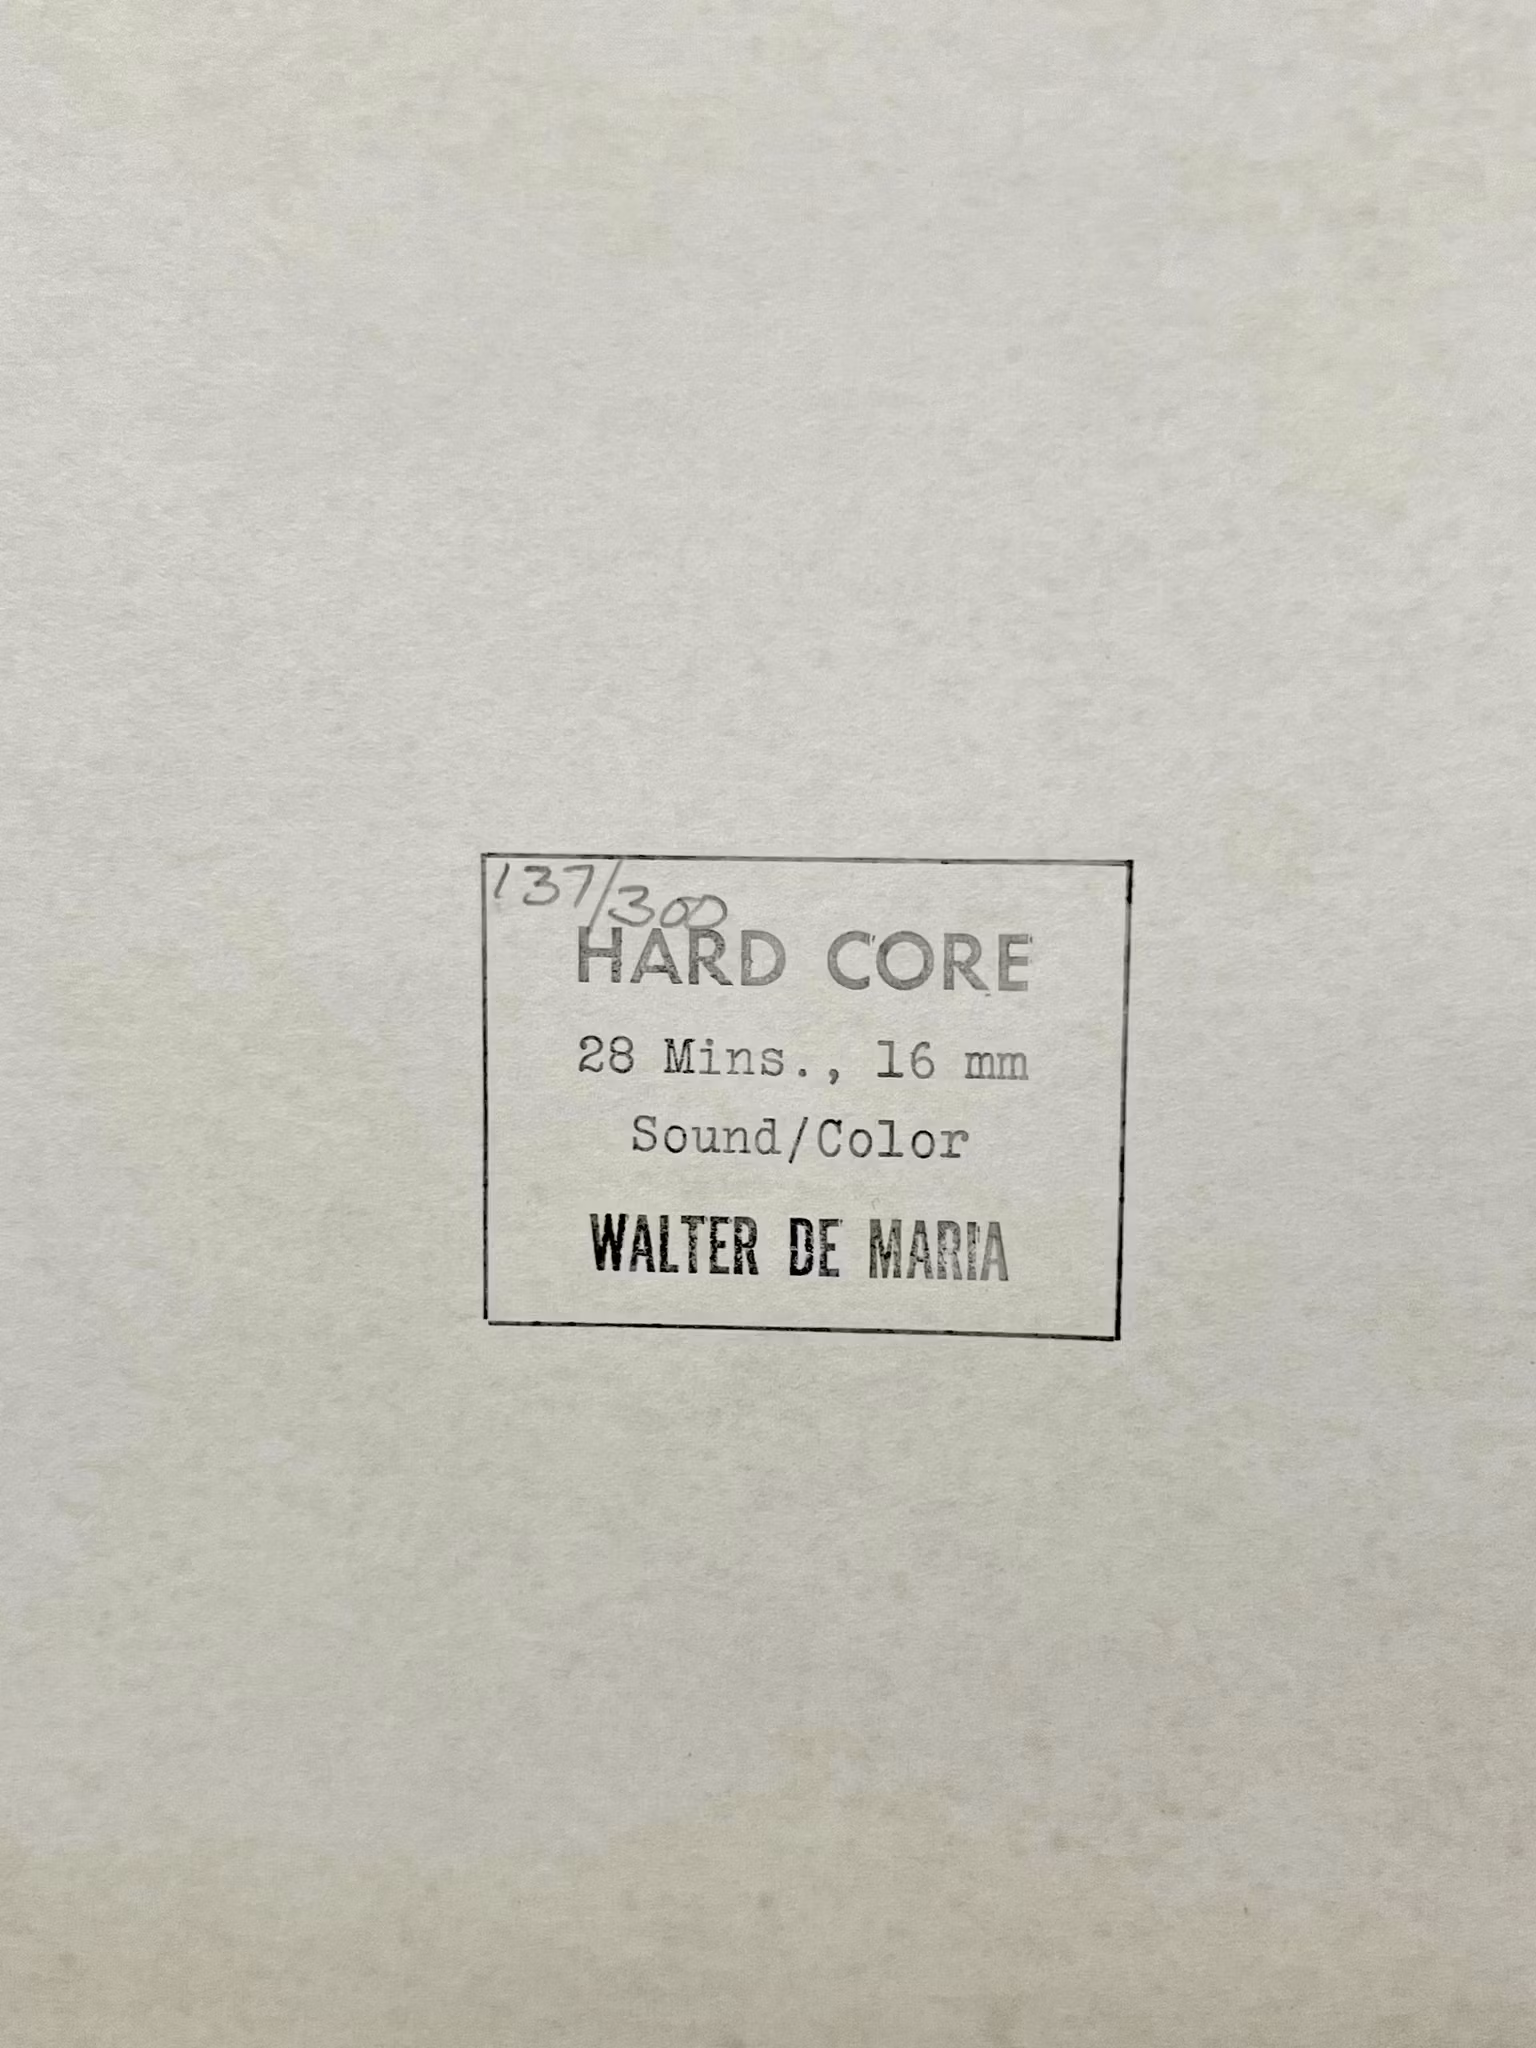 137/300
HARD CORE
28 Mins., 16 mm
Sound/Color
WALTER DE MARIA